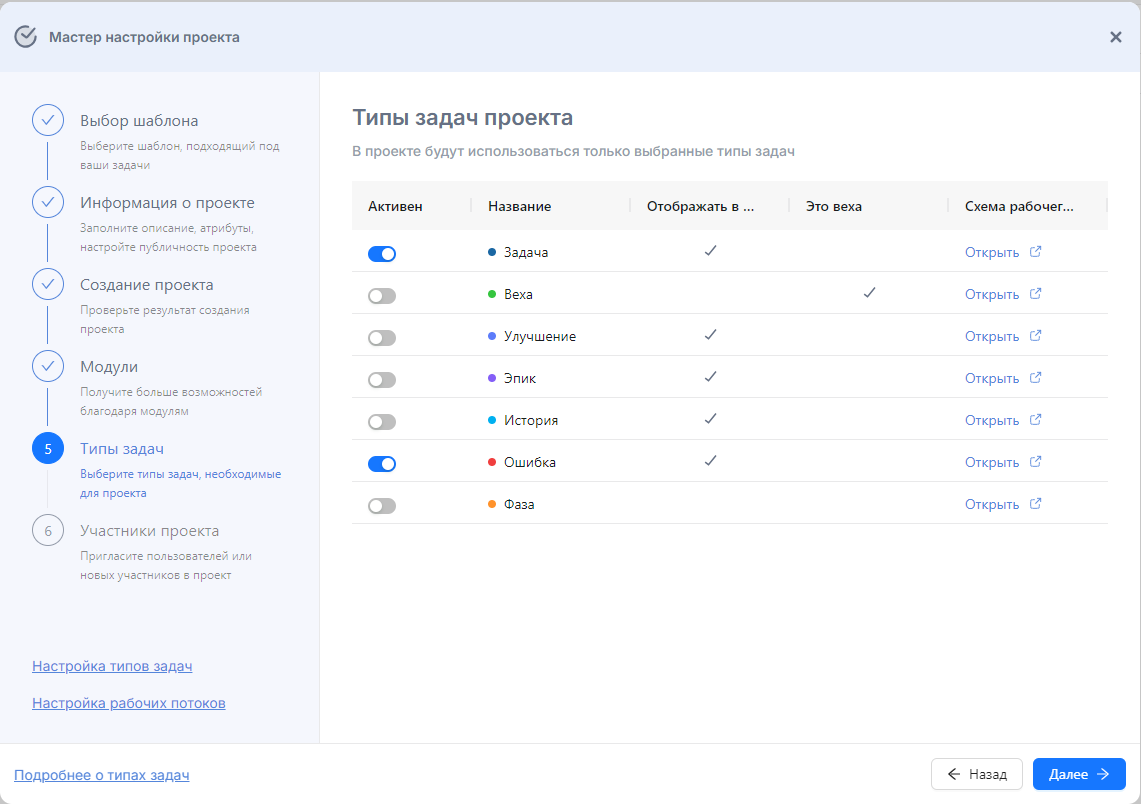 Мастер настройки проекта
Выбор шаблона
Выберите шаблон, подходящий под
ваши задачи
Информация о проекте
Заполните описание, атрибуты,
настройте публичность проекта
Создание проекта
Проверьте результат создания
проекта
Модули
Получите больше возможностей
благодаря модулям
5 Типы задач
Выберите типы задач, необходимые
для проекта
6 Участники проекта
Пригласите пользователей или
новых участников в проект
Настройка типов задач
Настройка рабочих потоков
Типы задач проекта
В проекте будут использоваться только выбранные типы задач
Активен Название Отображать в ... Это веха Схема рабочег...
Задача Открыть
Веха Открыть
Улучшение Открыть
Эпик Открыть
История Открыть
Ошибка Открыть
Фаза Открыть
Подробнее о типах задач
Назад Далее